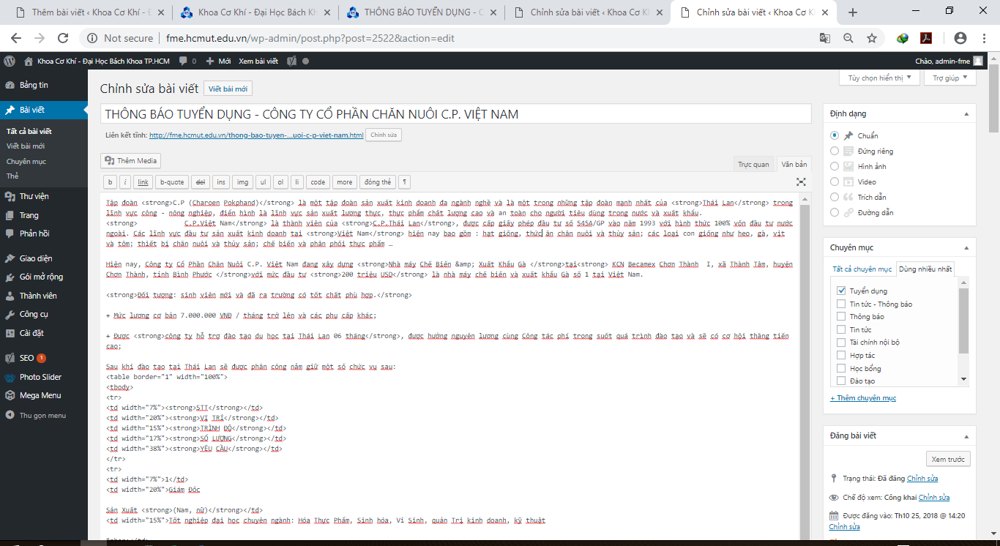 Thêm bài viết ‹ Khoa Cơ Khí - Đ
Khoa Cơ Khí - Đại Học Bách Kh
THÔNG BÁO TUYỂN DỤNG - C
Chỉnh sửa bài viết ‹ Khoa Cơ K
Chỉnh sửa bài viết ‹ Khoa Cơ K
Not secure | fme.hcmut.edu.vn/wp-admin/post.php?post=2522&action=edit
Khoa Cơ Khí - Đại Học Bách Khoa TP.HCM 0 Mới Xem bài viết
Chào, admin-fme
Bảng tin
Bài viết
Tất cả bài viết
Viết bài mới
Chuyên mục
Thẻ
Thư viện
Trang
Phản hồi
Giao diện
Gói mở rộng
Thành viên
Công cụ
Cài đặt
SEO 1
Photo Slider
Mega Menu
Thu gọn menu
Tùy chọn hiển thị
Trợ giúp
Chỉnh sửa bài viết Viết bài mới
THÔNG BÁO TUYỂN DỤNG - CÔNG TY CỔ PHẦN CHĂN NUÔI C.P. VIỆT NAM
Liên kết tĩnh: http://fme.hcmut.edu.vn/thong-bao-tuyen-...uoi-c-p-viet-nam.html Chỉnh sửa
Thêm Media
Trực quan Văn bản
b i link b-quote del ins img ul ol li code more đóng thẻ ¶
Tập đoàn <strong>C.P (Charoen Pokphand)</strong> là một tập đoàn sản xuất kinh doanh đa ngành nghề và là một trong những tập đoàn mạnh nhất của <strong>Thái Lan</strong> trong
lĩnh vực công - nông nghiệp, điển hình là lĩnh vực sản xuất lương thực, thực phẩm chất lượng cao và an toàn cho người tiêu dùng trong nước và xuất khẩu.
<strong> C.P.Việt Nam</strong> là thành viên của <strong>C.P.Thái Lan</strong>, được cấp giấy phép đầu tư số 545A/GP vào năm 1993 với hình thức 100% vốn đầu tư nước
ngoài. Các lĩnh vực đầu tư sản xuất kinh doanh tại <strong>Việt Nam</strong> hiện nay bao gồm : hạt giống, thức ăn chăn nuôi và thủy sản; các loại con giống như heo, gà, vịt
và tôm; thiết bị chăn nuôi và thủy sản; chế biến và phân phối thực phẩm …
Hiện nay, Công ty Cổ Phần Chăn Nuôi C.P. Việt Nam đang xây dựng <strong>Nhà máy Chế Biến &amp; Xuất Khẩu Gà </strong>tại<strong> KCN Becamex Chơn Thành I, xã Thành Tâm, huyện
Chơn Thành, tỉnh Bình Phước </strong>với mức đầu tư <strong>200 triệu USD</strong> là nhà máy chế biến và xuất khẩu Gà số 1 tại Việt Nam.
<strong>Đối tượng: sinh viên mới và đã ra trường có tốt chất phù hợp.</strong>
+ Mức lương cơ bản 7.000.000 VNĐ / tháng trở lên và các phụ cấp khác;
+ Được <strong>công ty hỗ trợ đào tạo du học tại Thái Lan 06 tháng</strong>, được hưởng nguyên lương cùng Công tác phí trong suốt quá trình đào tạo và sẽ có cơ hội thăng tiến
cao;
Sau khi đào tạo tại Thái Lan sẽ được phân công nắm giữ một số chức vụ sau:
<table border="1" width="100%">
<tbody>
<tr>
<td width="7%"><strong>STT</strong></td>
<td width="20%"><strong>VỊ TRÍ</strong></td>
<td width="15%"><strong>TRÌNH ĐỘ</strong></td>
<td width="17%"><strong>SỐ LƯỢNG</strong></td>
<td width="38%"><strong>YÊU CẦU</strong></td>
</tr>
<tr>
<td width="7%">1</td>
<td width="20%">Giám Đốc
Sản Xuất <strong>(Nam, nữ)</strong></td>
<td width="15%">Tốt nghiệp đại học chuyên ngành: Hóa Thực Phẩm, Sinh hóa, Vi Sinh, quản Trị kinh doanh, kỹ thuật
Định dạng
Chuẩn
Đứng riêng
Hình ảnh
Video
Trích dẫn
Đường dẫn
Chuyên mục
Tất cả chuyên mục Dùng nhiều nhất
Tuyển dụng
Tin tức - Thông báo
Thông báo
Tin tức
Tài chính nội bộ
Hợp tác
Học bổng
Đào tạo
+ Thêm chuyên mục
Đăng bài viết
Xem trước
Trạng thái: Đã đăng Chỉnh sửa
Chế độ xem: Công khai Chỉnh sửa
Được đăng vào: Th10 25, 2018 @ 14:20
Chỉnh sửa